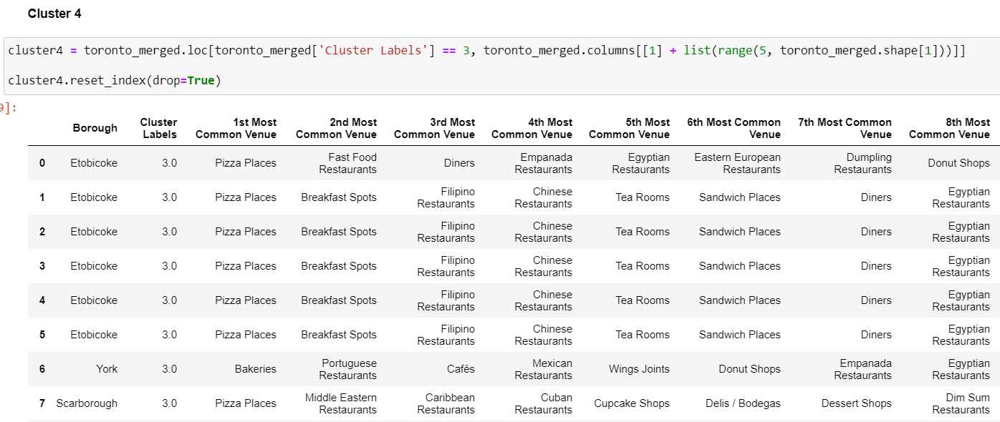 Cluster 4
cluster4 = toronto_merged.loc[toronto_merged['Cluster Labels'] == 3, toronto_merged.columns[[1] + list(range(5, toronto_merged.shape[1]))]]
cluster4.reset_index(drop=True)
9]:
Borough Cluster Labels 1st Most Common Venue 2nd Most Common Venue 3rd Most Common Venue 4th Most Common Venue 5th Most Common Venue 6th Most Common Venue 7th Most Common Venue 8th Most Common Venue
0 Etobicoke 3.0 Pizza Places Fast Food Restaurants Diners Empanada Restaurants Egyptian Restaurants Eastern European Restaurants Dumpling Restaurants Donut Shops
1 Etobicoke 3.0 Pizza Places Breakfast Spots Filipino Restaurants Chinese Restaurants Tea Rooms Sandwich Places Diners Egyptian Restaurants
2 Etobicoke 3.0 Pizza Places Breakfast Spots Filipino Restaurants Chinese Restaurants Tea Rooms Sandwich Places Diners Egyptian Restaurants
3 Etobicoke 3.0 Pizza Places Breakfast Spots Filipino Restaurants Chinese Restaurants Tea Rooms Sandwich Places Diners Egyptian Restaurants
4 Etobicoke 3.0 Pizza Places Breakfast Spots Filipino Restaurants Chinese Restaurants Tea Rooms Sandwich Places Diners Egyptian Restaurants
5 Etobicoke 3.0 Pizza Places Breakfast Spots Filipino Restaurants Chinese Restaurants Tea Rooms Sandwich Places Diners Egyptian Restaurants
6 York 3.0 Bakeries Portuguese Restaurants Cafés Mexican Restaurants Wings Joints Donut Shops Empanada Restaurants Egyptian Restaurants
7 Scarborough 3.0 Pizza Places Middle Eastern Restaurants Caribbean Restaurants Cuban Restaurants Cupcake Shops Delis / Bodegas Dessert Shops Dim Sum Restaurants